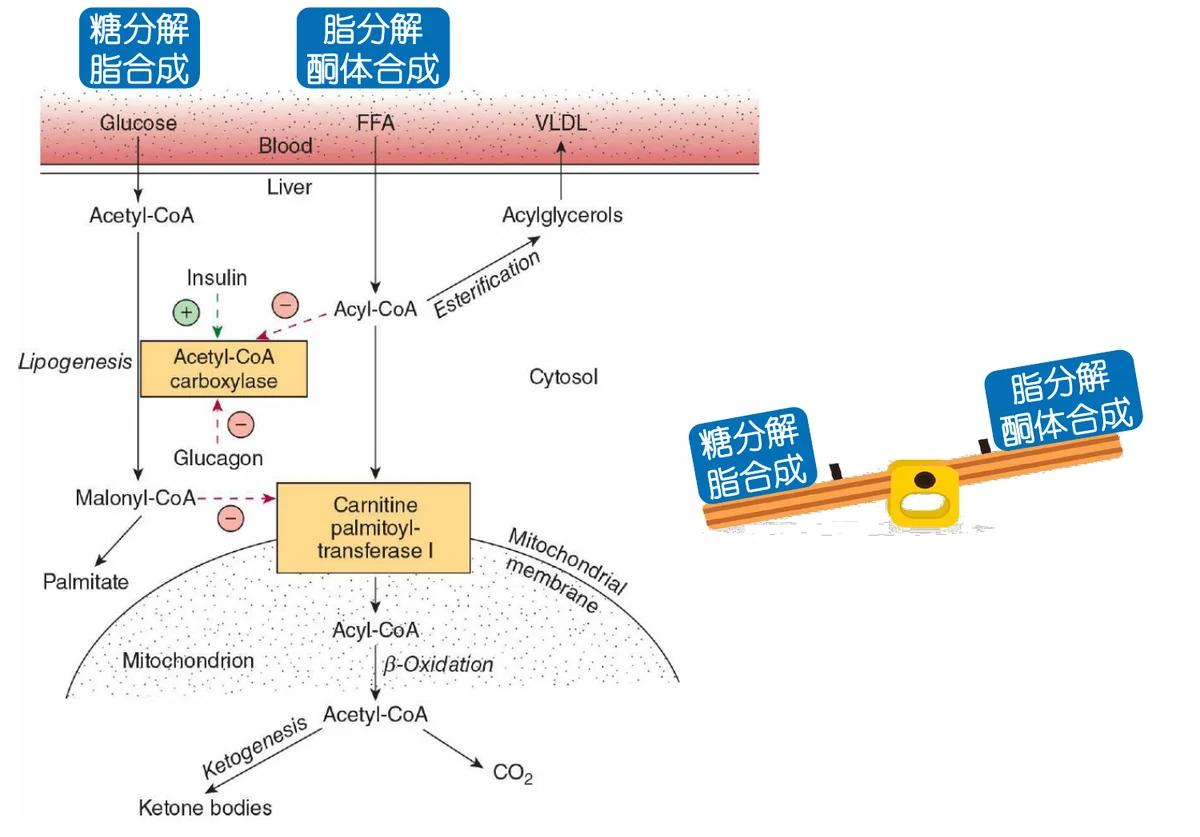 糖分解
脂合成
脂分解
酮体合成
Glucose
FFA
VLDL
Blood
Liver
Acetyl-CoA
Acylglycerols
Insulin
+
−
Acyl-CoA
Esterification
Lipogenesis
Acetyl-CoA
carboxylase
Cytosol
−
Glucagon
Malonyl-CoA
−
Carnitine
palmitoyl-
transferase I
Mitochondrial
membrane
Palmitate
Acyl-CoA
Mitochondrion
β-Oxidation
Acetyl-CoA
Ketogenesis
CO₂
Ketone bodies
糖分解
脂合成
脂分解
酮体合成